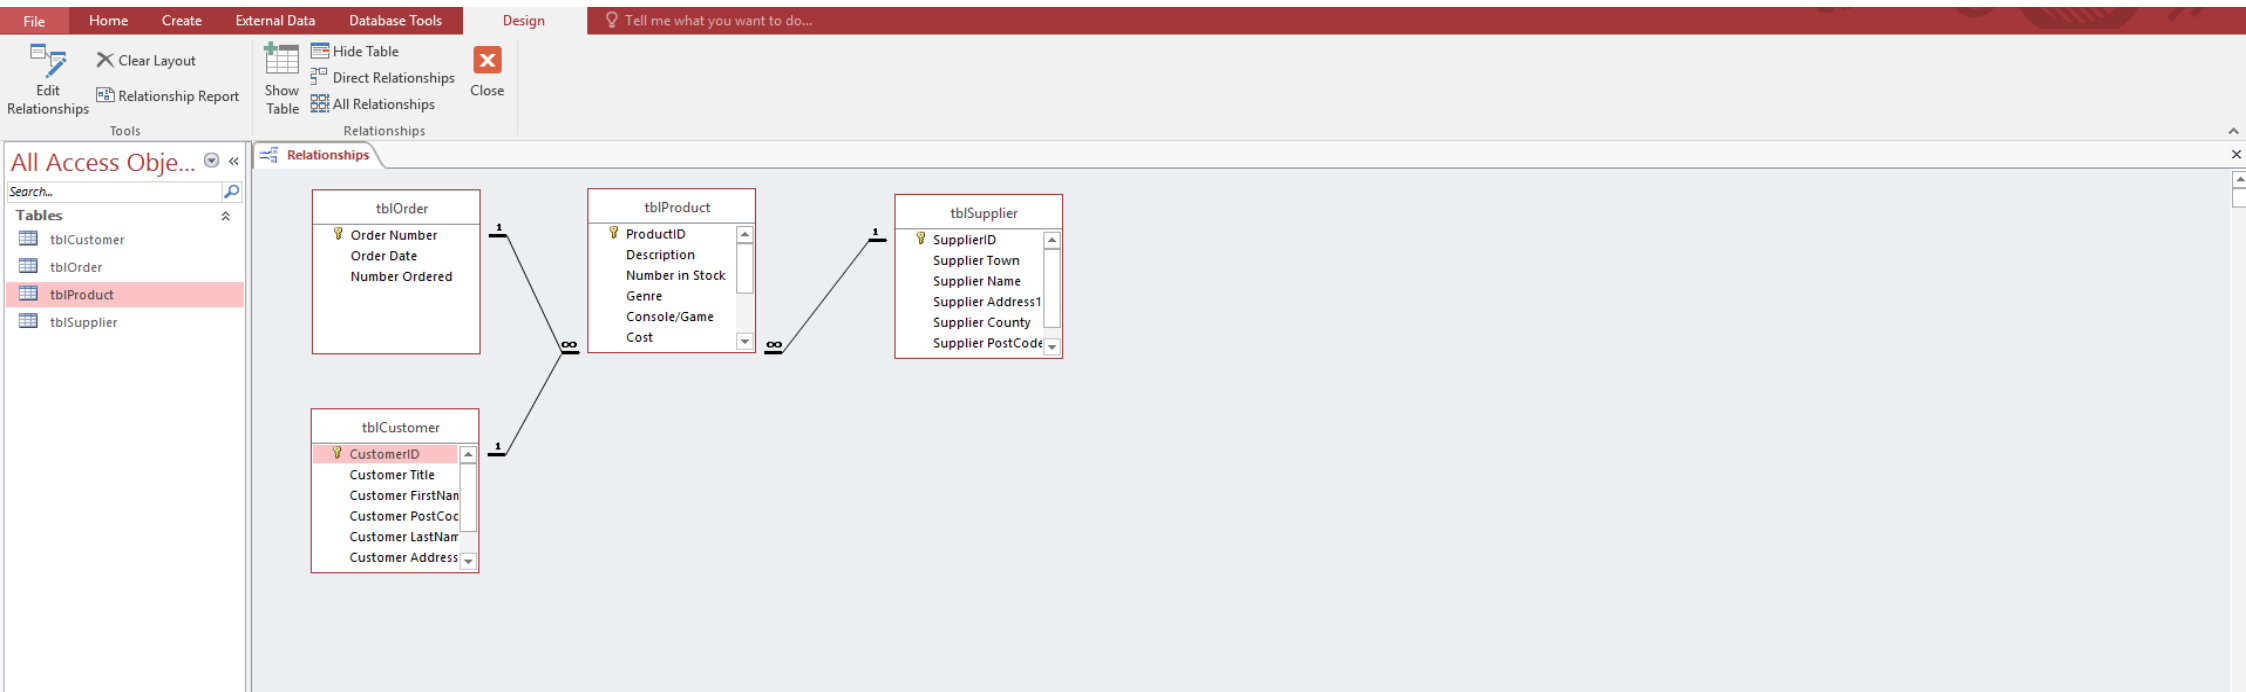 File Home Create External Data Database Tools Design Tell me what you want to do...
Edit Relationships
Clear Layout
Relationship Report
Tools
Show Table
Hide Table
Direct Relationships
All Relationships
Close
Relationships
All Access Obje... «
Search...
Tables
tblCustomer
tblOrder
tblProduct
tblSupplier
Relationships
tblOrder
Order Number
Order Date
Number Ordered
1
∞
tblProduct
ProductID
Description
Number in Stock
Genre
Console/Game
Cost
∞
1
tblSupplier
SupplierID
Supplier Town
Supplier Name
Supplier Address1
Supplier County
Supplier PostCode
tblCustomer
CustomerID
Customer Title
Customer FirstNam
Customer PostCoc
Customer LastNam
Customer Address
1